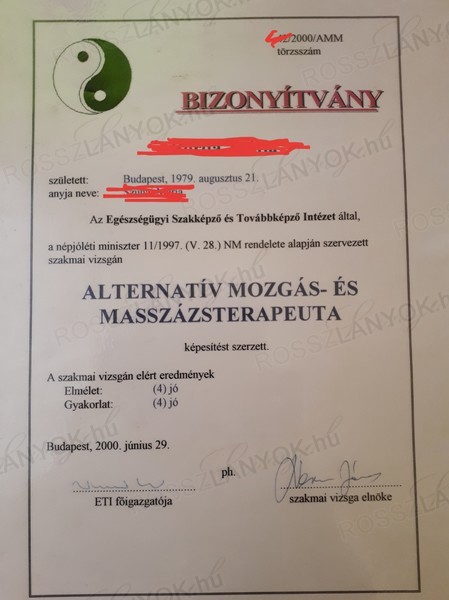 /2000/AMM
törzsszám
BIZONYÍTVÁNY
született: Budapest, 1979. augusztus 21.
anyja neve:
Az Egészségügyi Szakképző és Továbbképző Intézet által,
a népjóléti miniszter 11/1997. (V. 28.) NM rendelete alapján szervezett
szakmai vizsgán
ALTERNATÍV MOZGÁS- ÉS
MASSZÁZSTERAPEUTA
képesítést szerzett.
A szakmai vizsgán elért eredmények
Elmélet: (4) jó
Gyakorlat: (4) jó
Budapest, 2000. június 29.
ph.
ETI főigazgatója
szakmai vizsga elnöke
ROSSZLANYOK.hu